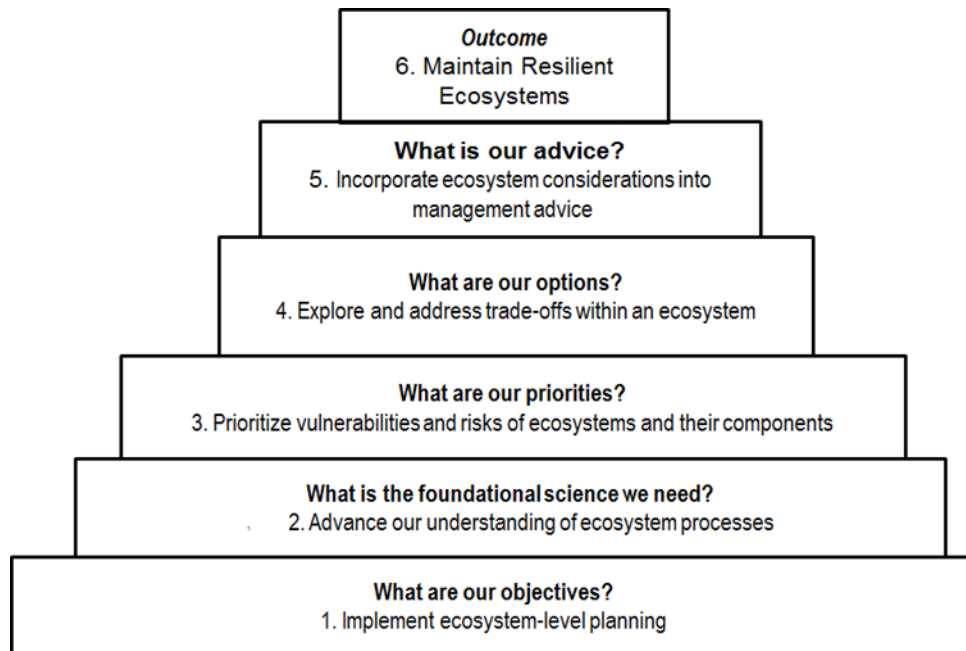 Outcome
6. Maintain Resilient
Ecosystems
What is our advice?
5. Incorporate ecosystem considerations into
management advice
What are our options?
4. Explore and address trade-offs within an ecosystem
What are our priorities?
3. Prioritize vulnerabilities and risks of ecosystems and their components
What is the foundational science we need?
2. Advance our understanding of ecosystem processes
What are our objectives?
1. Implement ecosystem-level planning